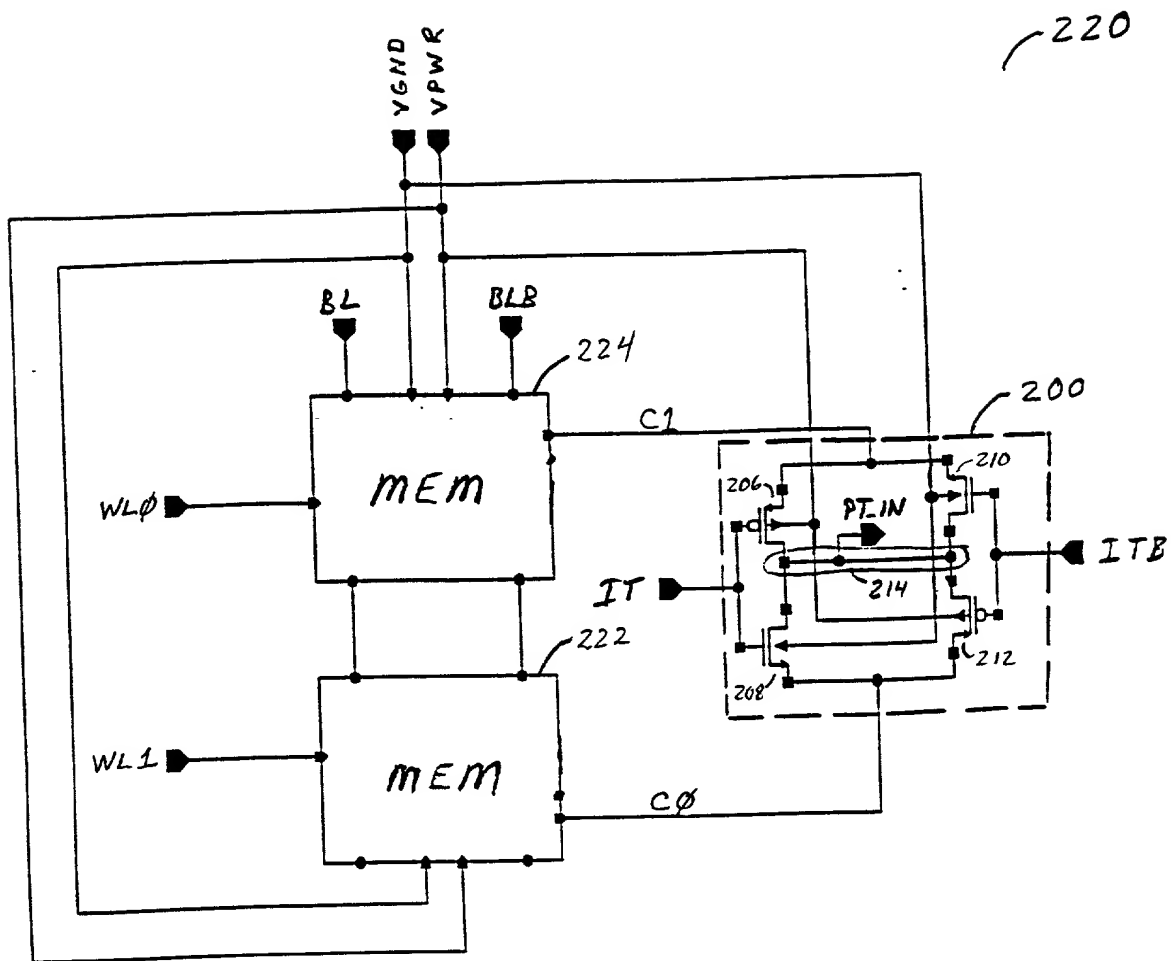 220
VGND
VPWR
BL
BLB
224
200
C1
210
206
MEM
WLØ
PT_IN
ITB
IT
214
222
212
208
WL1
MEM
CØ